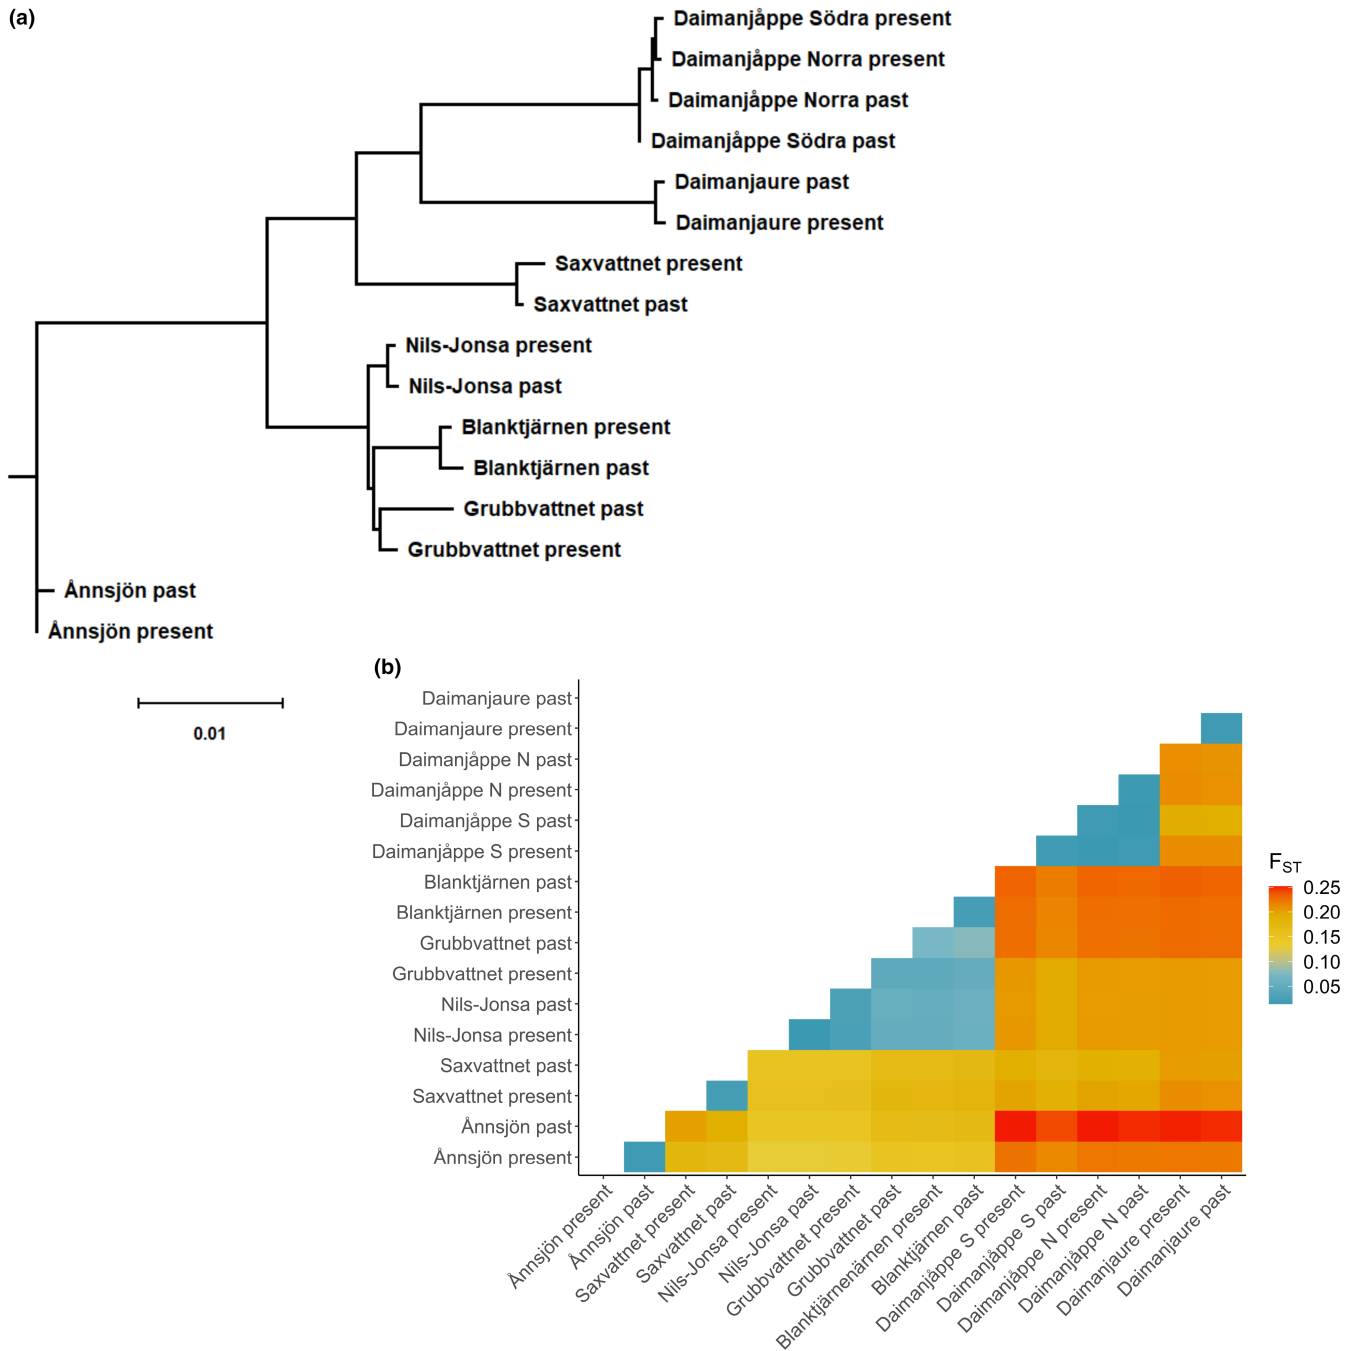 (a)
Daimanjåppe Södra present
Daimanjåppe Norra present
Daimanjåppe Norra past
Daimanjåppe Södra past
Daimanjaure past
Daimanjaure present
Saxvattnet present
Saxvattnet past
Nils-Jonsa present
Nils-Jonsa past
Blanktjärnen present
Blanktjärnen past
Grubbvattnet past
Grubbvattnet present
Ånnsjön past
Ånnsjön present
0.01
(b)
Daimanjaure past
Daimanjaure present
Daimanjåppe N past
Daimanjåppe N present
Daimanjåppe S past
Daimanjåppe S present
Blanktjärnen past
Blanktjärnen present
Grubbvattnet past
Grubbvattnet present
Nils-Jonsa past
Nils-Jonsa present
Saxvattnet past
Saxvattnet present
Ånnsjön past
Ånnsjön present
FST
0.25
0.20
0.15
0.10
0.05
Ånnsjön present
Ånnsjön past
Saxvattnet present
Saxvattnet past
Nils-Jonsa present
Nils-Jonsa past
Grubbvattnet present
Grubbvattnet past
Blanktjärnenärnen present
Blanktjärnen past
Daimanjåppe S present
Daimanjåppe S past
Daimanjåppe N present
Daimanjåppe N past
Daimanjaure present
Daimanjaure past